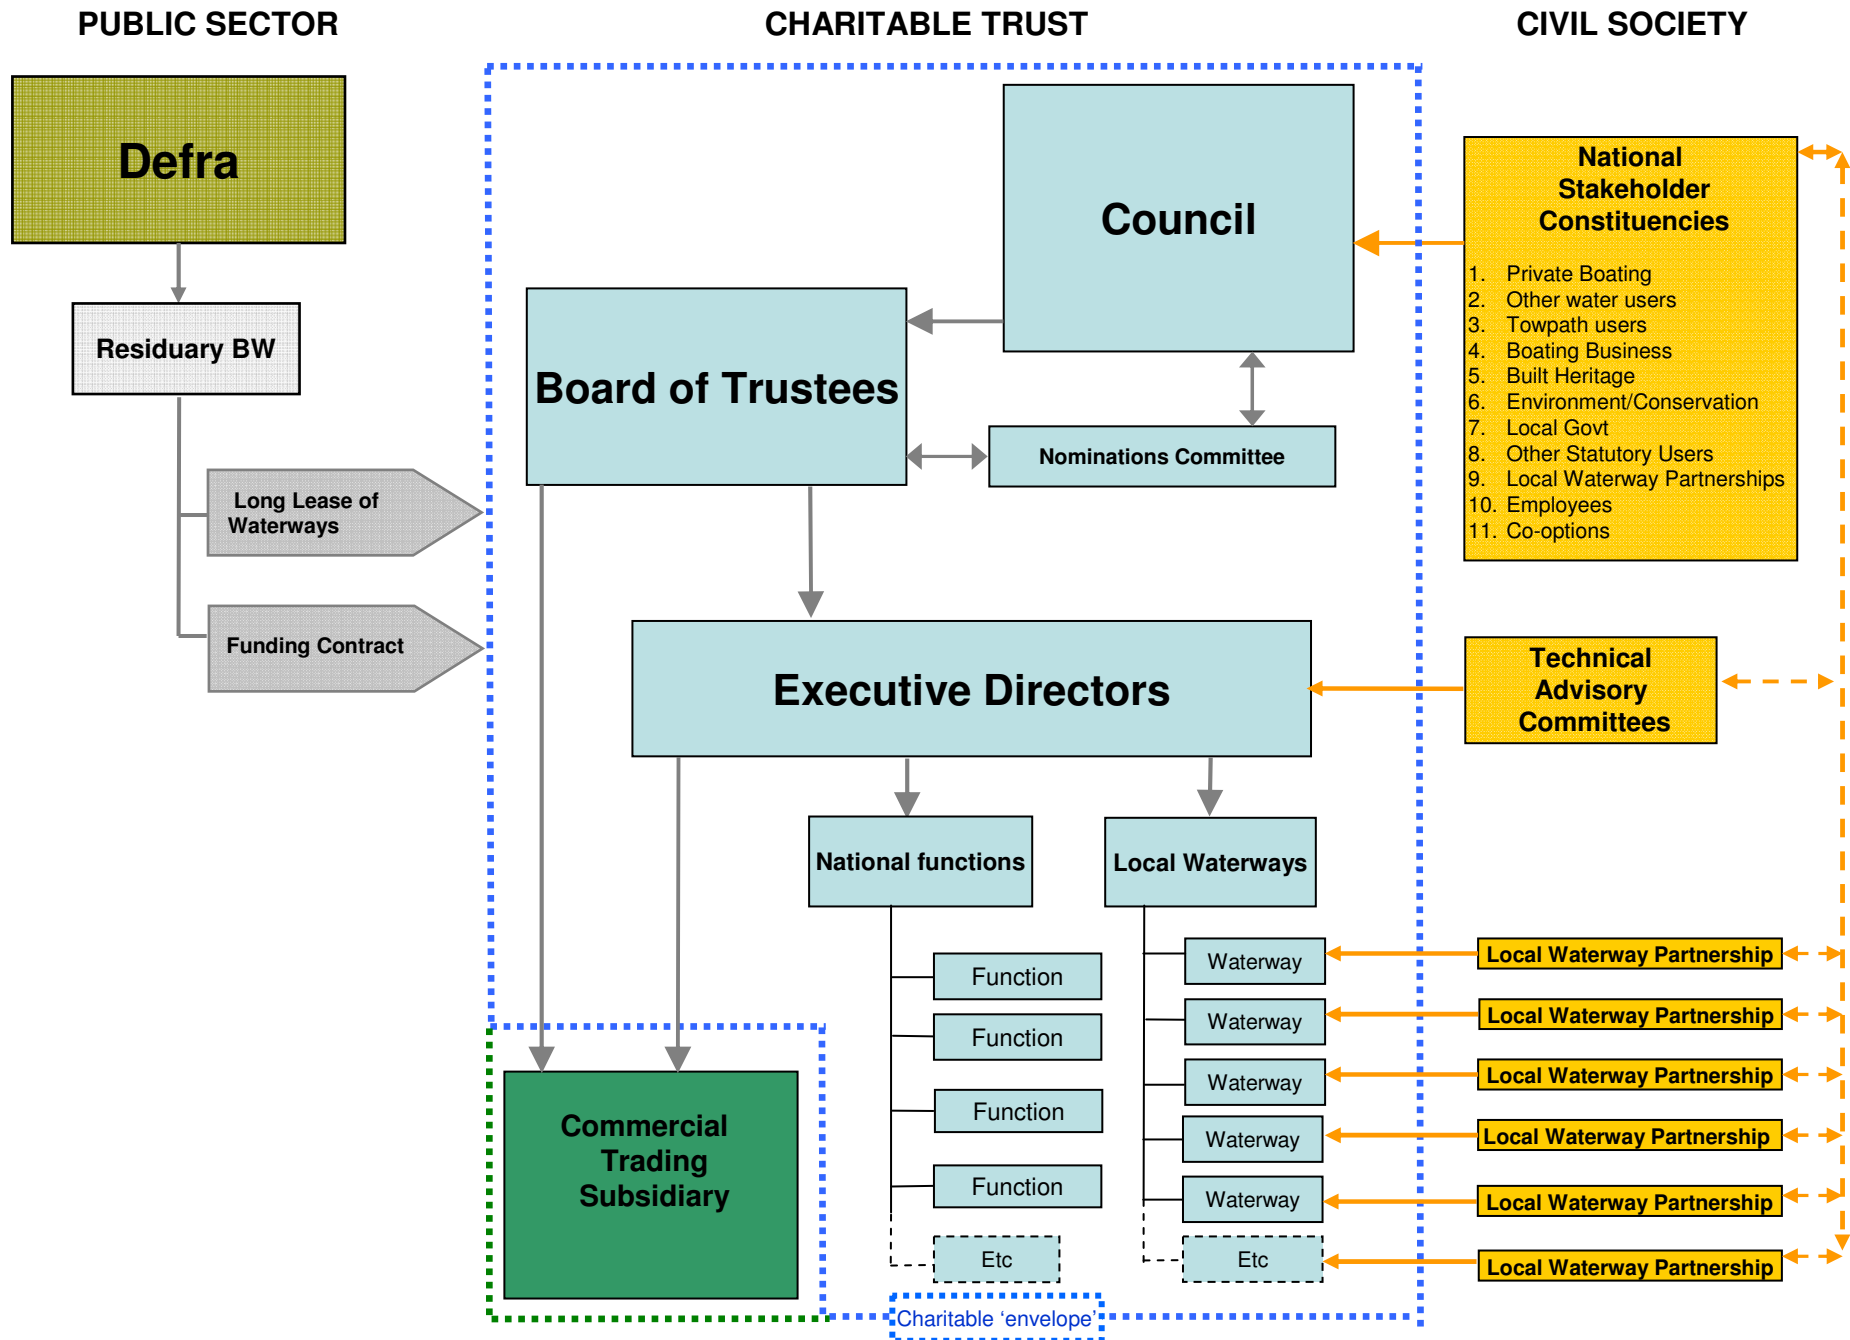 PUBLIC SECTOR
CHARITABLE TRUST
CIVIL SOCIETY
Defra
Residuary BW
Long Lease of
Waterways
Funding Contract
Council
Board of Trustees
Nominations Committee
Executive Directors
National functions
Function
Function
Function
Function
Etc
Local Waterways
Waterway
Waterway
Waterway
Waterway
Waterway
Etc
Commercial
Trading
Subsidiary
Charitable ‘envelope’
National
Stakeholder
Constituencies
1. Private Boating
2. Other water users
3. Towpath users
4. Boating Business
5. Built Heritage
6. Environment/Conservation
7. Local Govt
8. Other Statutory Users
9. Local Waterway Partnerships
10. Employees
11. Co-options
Technical
Advisory
Committees
Local Waterway Partnership
Local Waterway Partnership
Local Waterway Partnership
Local Waterway Partnership
Local Waterway Partnership
Local Waterway Partnership